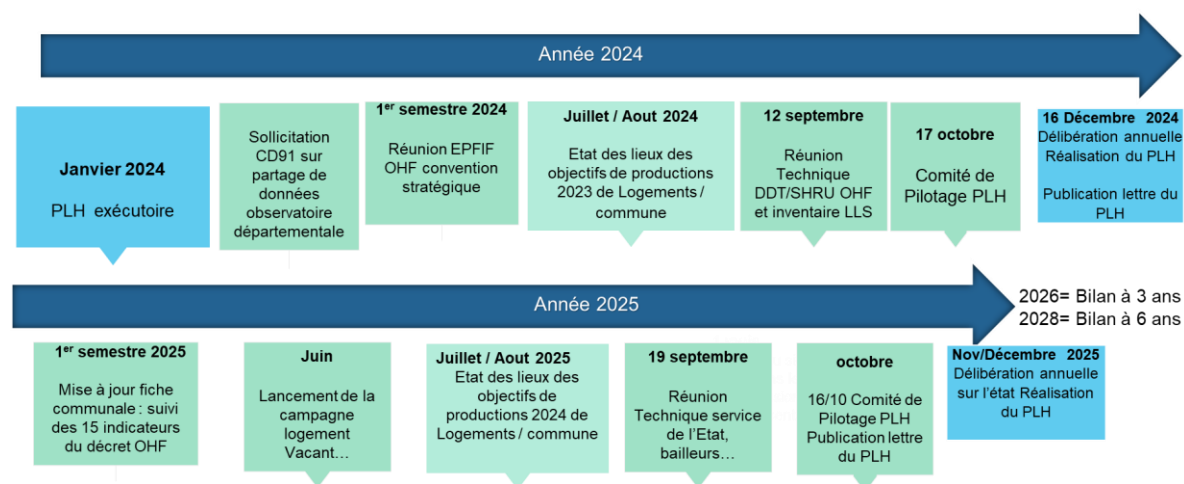 Année 2024
Janvier 2024
PLH exécutoire
Sollicitation
CD91 sur
partage de
données
observatoire
départementale
1er semestre 2024
Réunion EPFIF
OHF convention
stratégique
Juillet / Aout 2024
Etat des lieux des
objectifs de productions
2023 de Logements /
commune
12 septembre
Réunion
Technique
DDT/SHRU OHF
et inventaire LLS
17 octobre
Comité de
Pilotage PLH
16 Décembre 2024
Délibération annuelle
Réalisation du PLH
Publication lettre du
PLH
Année 2025
2026= Bilan à 3 ans
2028= Bilan à 6 ans
1er semestre 2025
Mise à jour fiche
communale : suivi
des 15 indicateurs
du décret OHF
Juin
Lancement de la
campagne
logement
Vacant...
Juillet / Aout 2025
Etat des lieux des
objectifs de
productions 2024 de
Logements / commune
19 septembre
Réunion
Technique service
de l'Etat,
bailleurs...
octobre
16/10 Comité de
Pilotage PLH
Publication lettre
du PLH
Nov/Décembre 2025
Délibération annuelle
sur l'état Réalisation
du PLH